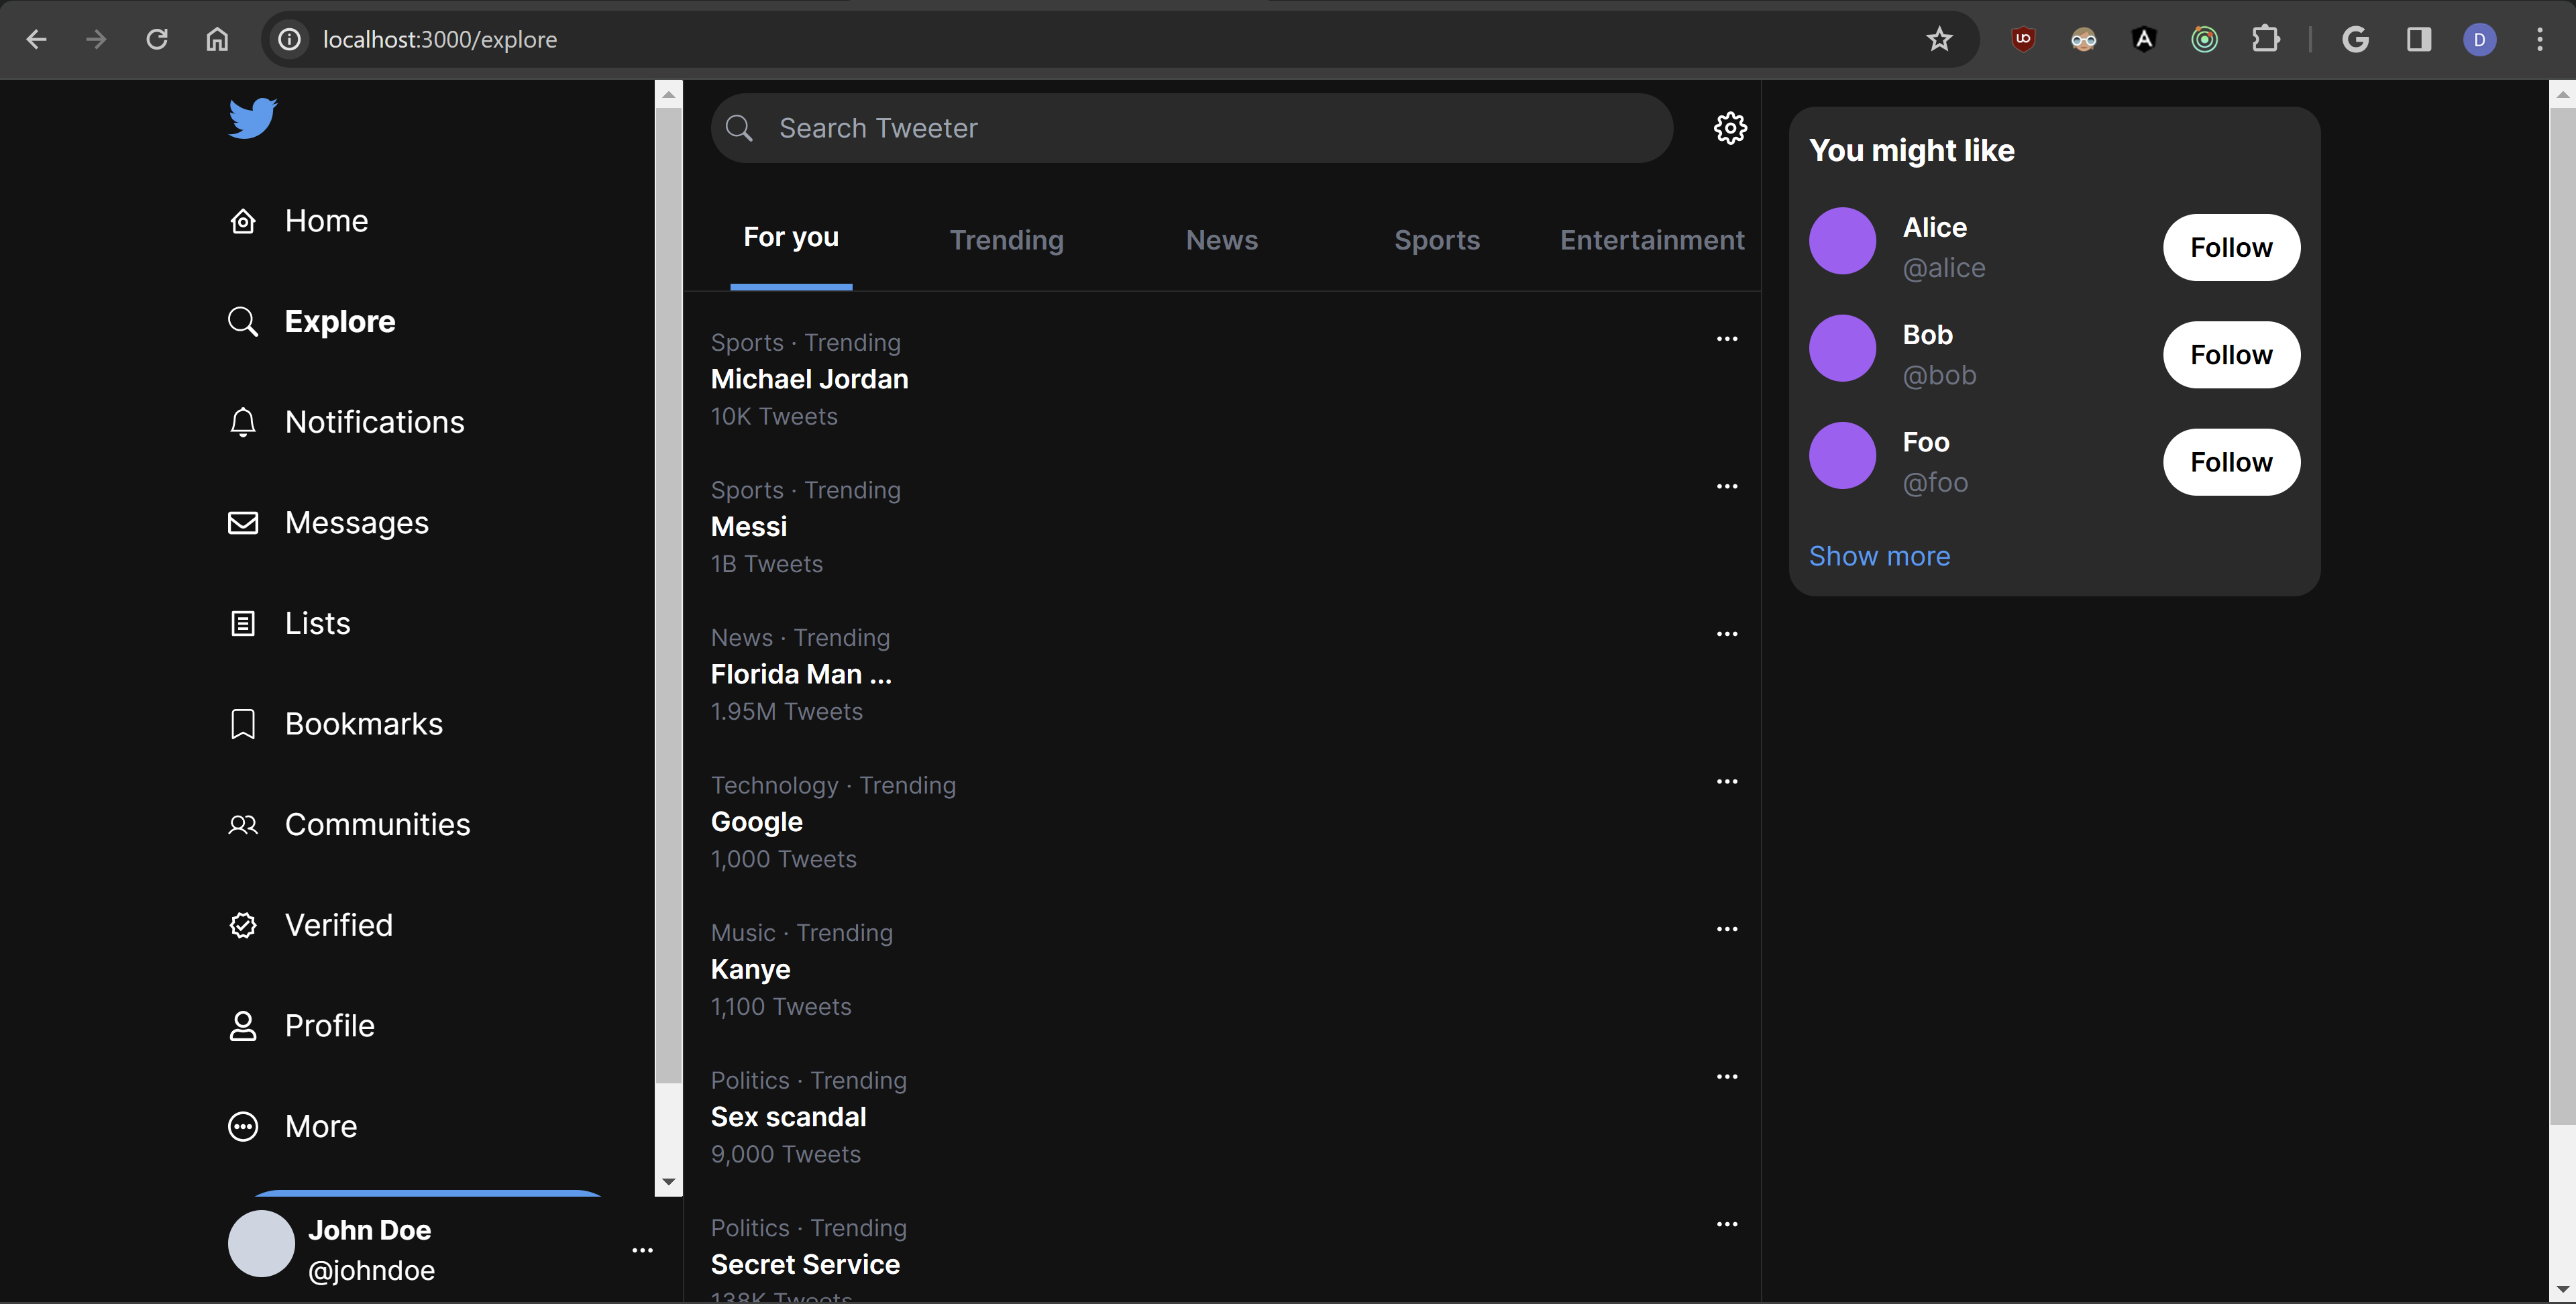 localhost:3000/explore
D
Home
Explore
Notifications
Messages
Lists
Bookmarks
Communities
Verified
Profile
More
John Doe
@johndoe
Search Tweeter
For you
Trending
News
Sports
Entertainment
Sports · Trending
Michael Jordan
10K Tweets
Sports · Trending
Messi
1B Tweets
News · Trending
Florida Man ...
1.95M Tweets
Technology · Trending
Google
1,000 Tweets
Music · Trending
Kanye
1,100 Tweets
Politics · Trending
Sex scandal
9,000 Tweets
Politics · Trending
Secret Service
138K Tweets
You might like
Alice
@alice
Follow
Bob
@bob
Follow
Foo
@foo
Follow
Show more